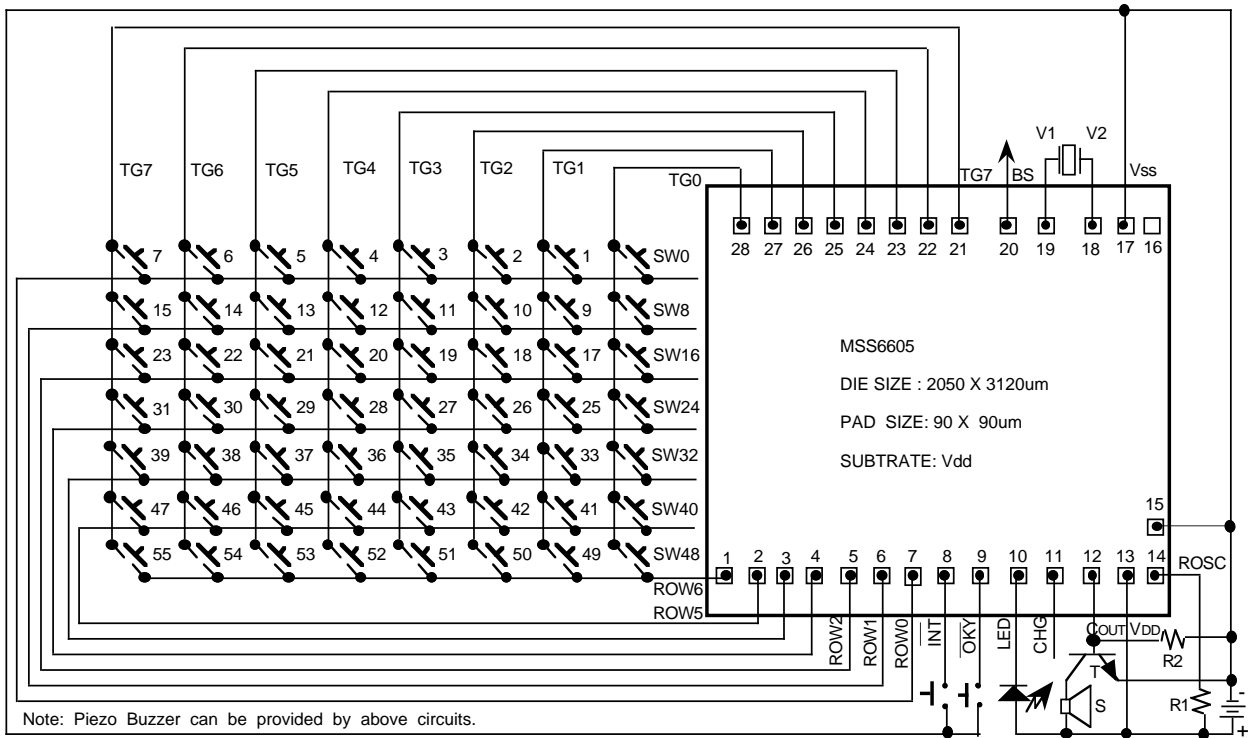 V1 V2
TG7 TG6 TG5 TG4 TG3 TG2 TG1 TG0 TG7 BS Vss
28 27 26 25 24 23 22 21 20 19 18 17 16
7 6 5 4 3 2 1 SW0
15 14 13 12 11 10 9 SW8
23 22 21 20 19 18 17 SW16
31 30 29 28 27 26 25 SW24
39 38 37 36 35 34 33 SW32
47 46 45 44 43 42 41 SW40
55 54 53 52 51 50 49 SW48
MSS6605
DIE SIZE : 2050 X 3120um
PAD SIZE: 90 X 90um
SUBTRATE: Vdd
15
1 2 3 4 5 6 7 8 9 10 11 12 13 14
ROSC
ROW6
ROW5
ROW2
ROW1
ROW0
INT
OKY
LED
CHG
COUT VDD
R2
T
S
R1
-
+
Note: Piezo Buzzer can be provided by above circuits.